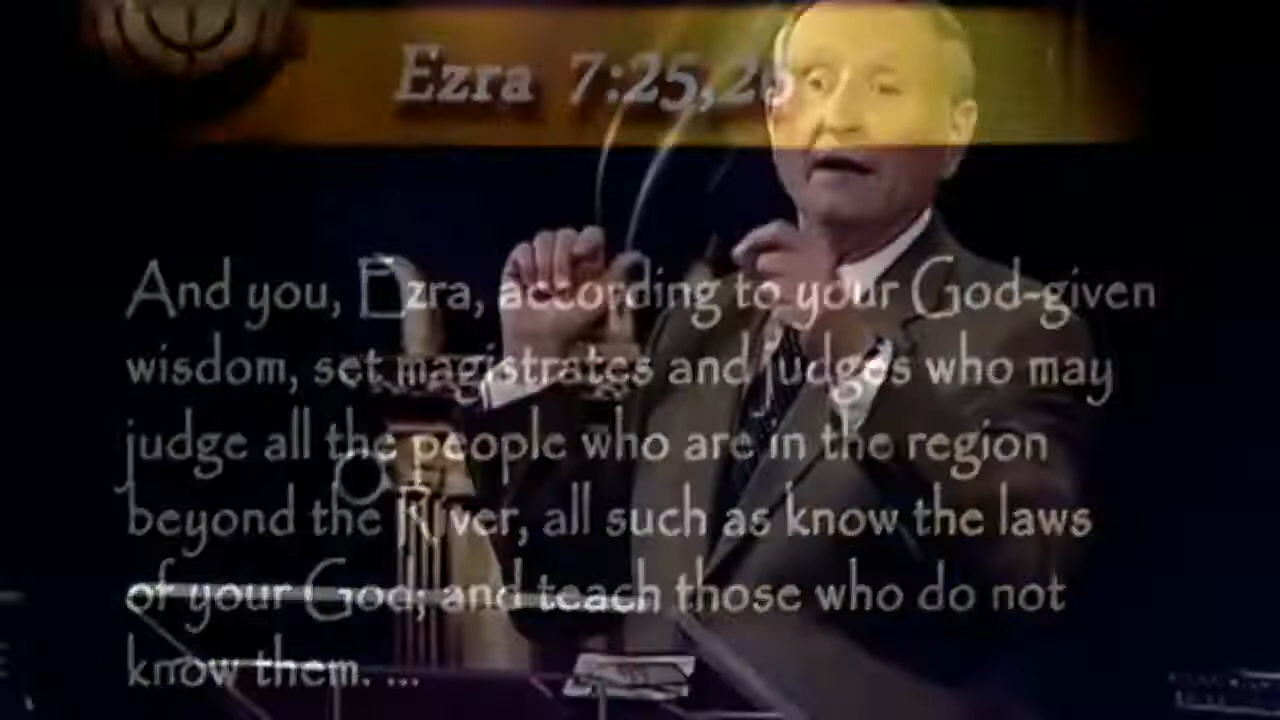 Ezra 7:25,26
And you, Ezra, according to your God-given
wisdom, set magistrates and judges who may
judge all the people who are in the region
beyond the River, all such as know the laws
of your God; and teach those who do not
know them. ...